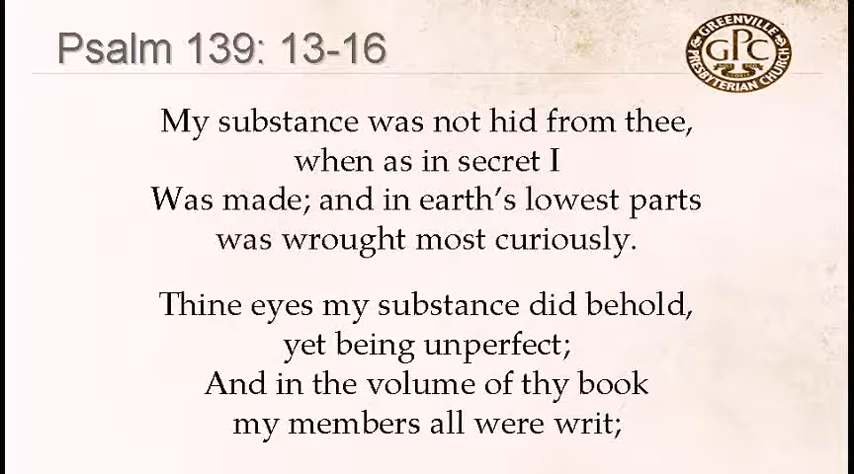 Psalm 139: 13-16
GREENVILLE
GPC
PRESBYTERIAN CHURCH
My substance was not hid from thee,
when as in secret I
Was made; and in earth’s lowest parts
was wrought most curiously.
Thine eyes my substance did behold,
yet being unperfect;
And in the volume of thy book
my members all were writ;